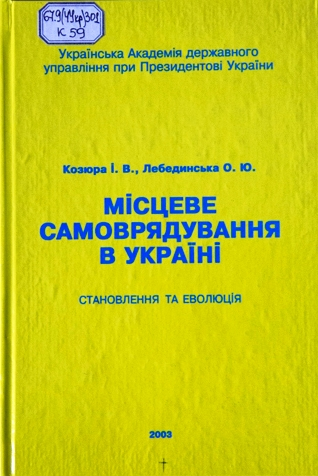 67.9(4Укр)301
К 59
Українська Академія державного
управління при Президентові України
Козюра І. В., Лебединська О. Ю.
МІСЦЕВЕ
САМОВРЯДУВАННЯ
В УКРАЇНІ
СТАНОВЛЕННЯ ТА ЕВОЛЮЦІЯ
2003